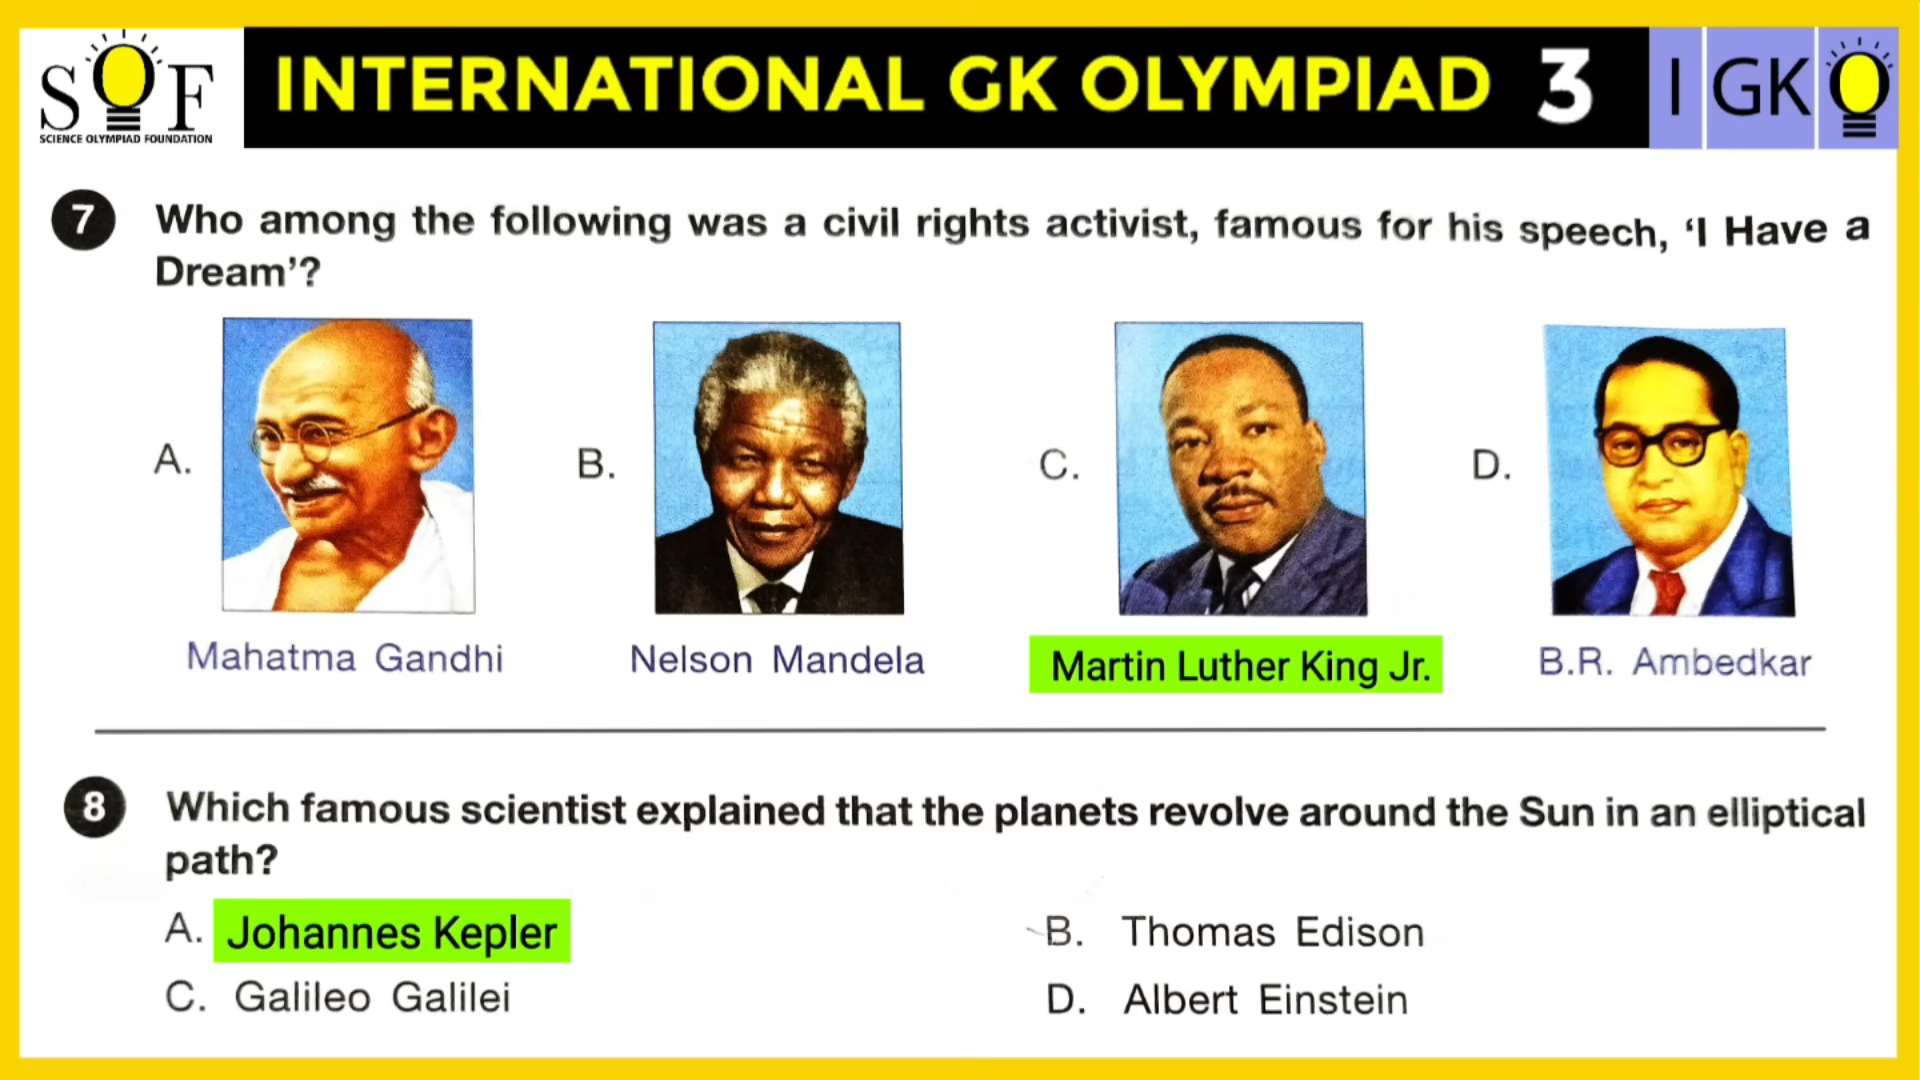 SOF
SCIENCE OLYMPIAD FOUNDATION
INTERNATIONAL GK OLYMPIAD 3
I GK
7 Who among the following was a civil rights activist, famous for his speech, ‘I Have a
Dream’?
A. B. C. D.
Mahatma Gandhi Nelson Mandela Martin Luther King Jr. B.R. Ambedkar
8 Which famous scientist explained that the planets revolve around the Sun in an elliptical
path?
A. Johannes Kepler B. Thomas Edison
C. Galileo Galilei D. Albert Einstein